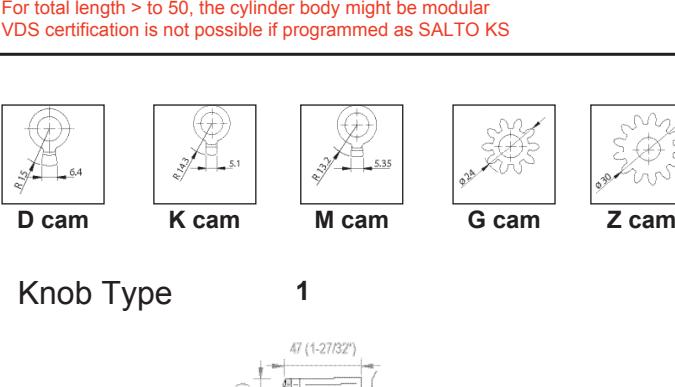 For total length > to 50, the cylinder body might be modular
VDS certification is not possible if programmed as SALTO KS
R 15 6.4
R 14.3 5.1
R 13.2 5.35
ø 24
ø 30
D cam K cam M cam G cam Z cam
Knob Type 1
47 (1-27/32")